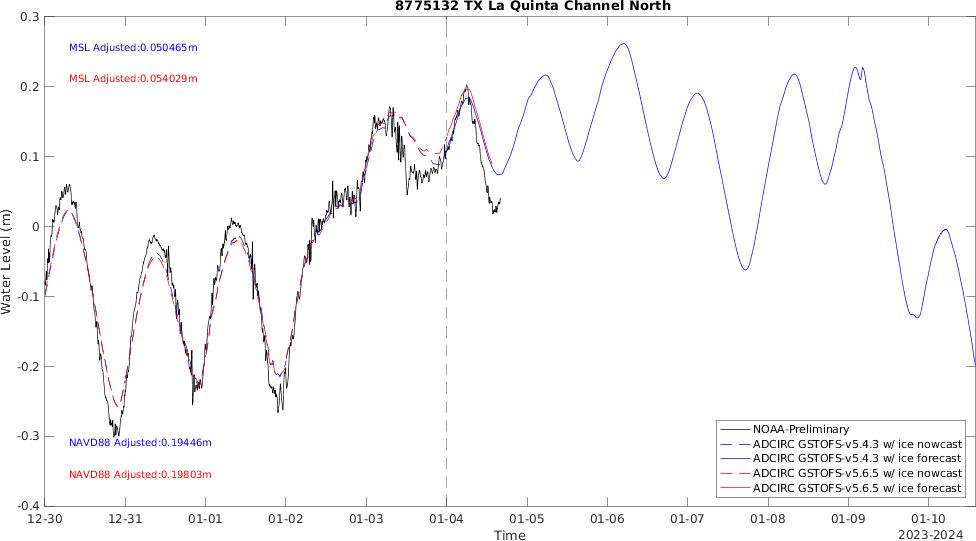 8775132 TX La Quinta Channel North
0.3
MSL Adjusted:0.050465m
MSL Adjusted:0.054029m
0.2
0.1
0
-0.1
-0.2
-0.3
-0.4
Water Level (m)
NAVD88 Adjusted:0.19446m
NAVD88 Adjusted:0.19803m
NOAA-Preliminary
ADCIRC GSTOFS-v5.4.3 w/ ice nowcast
ADCIRC GSTOFS-v5.4.3 w/ ice forecast
ADCIRC GSTOFS-v5.6.5 w/ ice nowcast
ADCIRC GSTOFS-v5.6.5 w/ ice forecast
12-30 12-31 01-01 01-02 01-03 01-04 01-05 01-06 01-07 01-08 01-09 01-10
Time
2023-2024